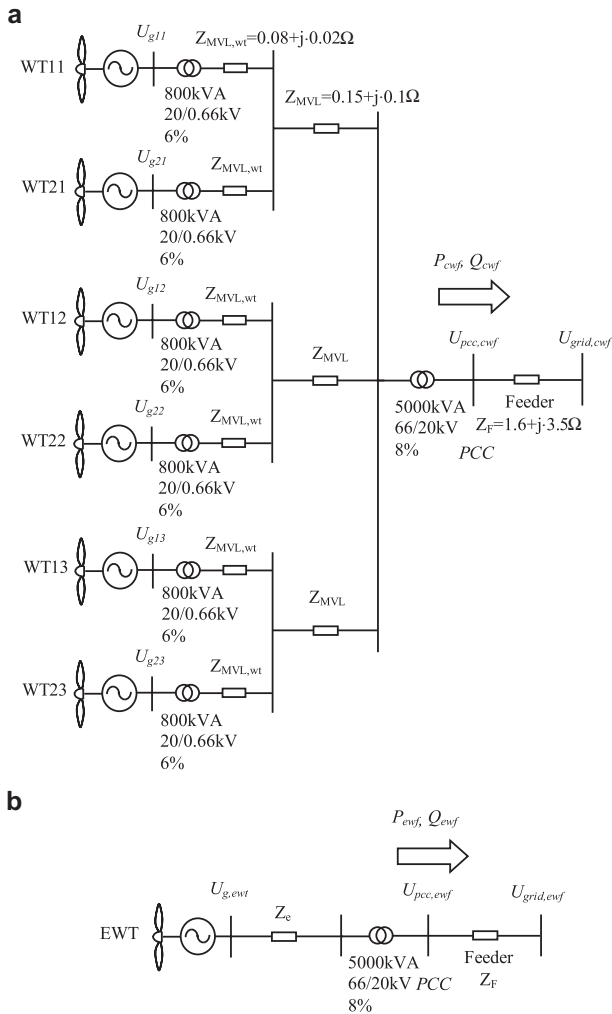 a
U_g11
Z_MVL,wt=0.08+j·0.02Ω
WT11
800kVA
20/0.66kV
6%
Z_MVL=0.15+j·0.1Ω
U_g21
Z_MVL,wt
WT21
800kVA
20/0.66kV
6%
U_g12
Z_MVL,wt
WT12
800kVA
20/0.66kV
6%
Z_MVL
P_cwf, Q_cwf
U_pcc,cwf
U_grid,cwf
5000kVA
66/20kV
8%
PCC
Feeder
Z_F=1.6+j·3.5Ω
U_g22
Z_MVL,wt
WT22
800kVA
20/0.66kV
6%
U_g13
Z_MVL,wt
WT13
800kVA
20/0.66kV
6%
Z_MVL
U_g23
Z_MVL,wt
WT23
800kVA
20/0.66kV
6%
b
P_ewf, Q_ewf
U_g,ewt
U_pcc,ewf
U_grid,ewf
EWT
Z_e
5000kVA
66/20kV PCC
8%
Feeder
Z_F